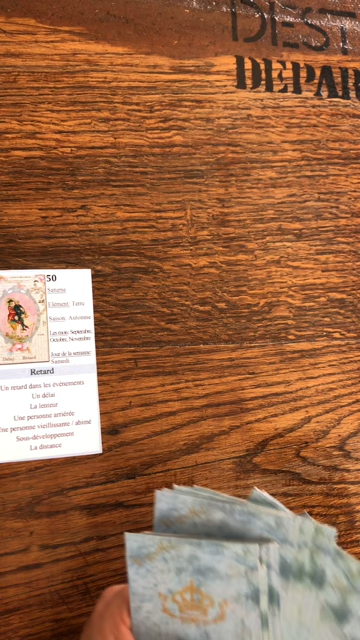 DEST
DEPAR
50
Saturne
Élément: Terre
Saison: Automne
Les mois: Septembre,
Octobre, Novembre
Jour de la semaine:
Samedi
Delay Retard
Retard
Un retard dans les événements
Un délai
La lenteur
Une personne arriérée
Une personne vieillissante / abîmé
Sous-développement
La distance